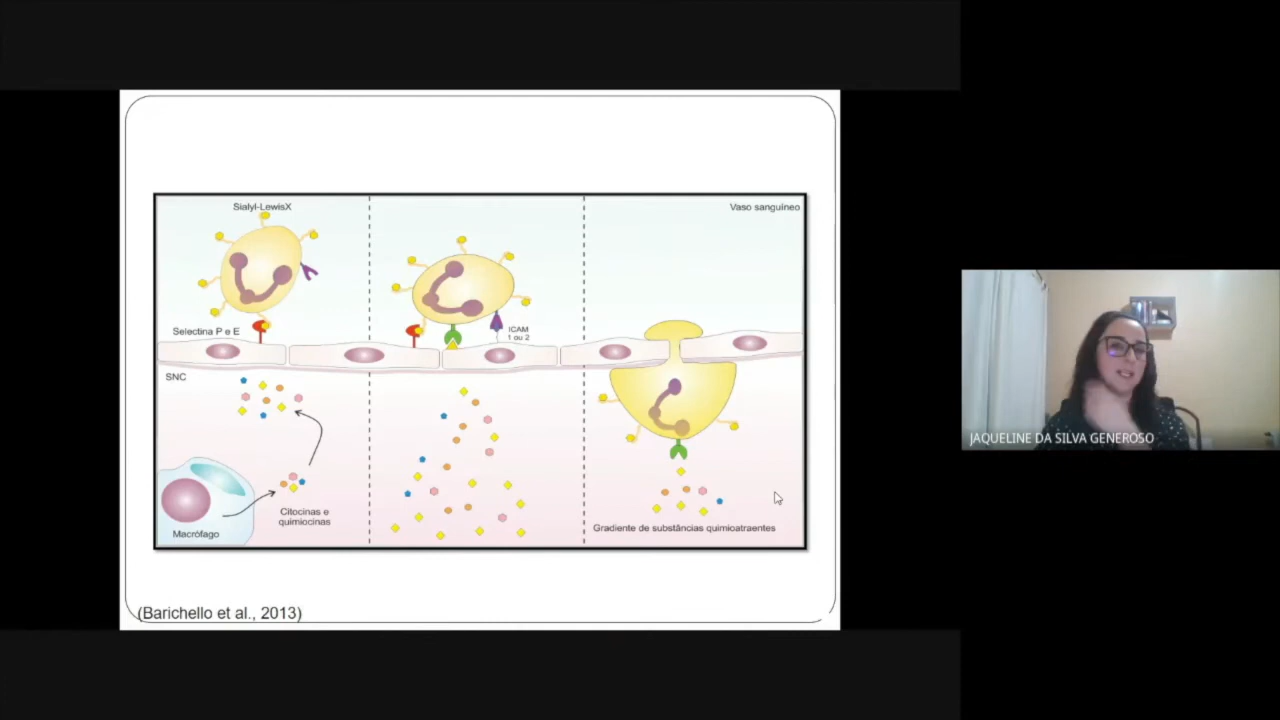 Sialyl-LewisX
Vaso sanguíneo
Selectina P e E
ICAM
1 ou 2
SNC
Citocinas e
quimiocinas
Macrófago
Gradiente de substâncias quimioatraentes
(Barichello et al., 2013)
JAQUELINE DA SILVA GENEROSO